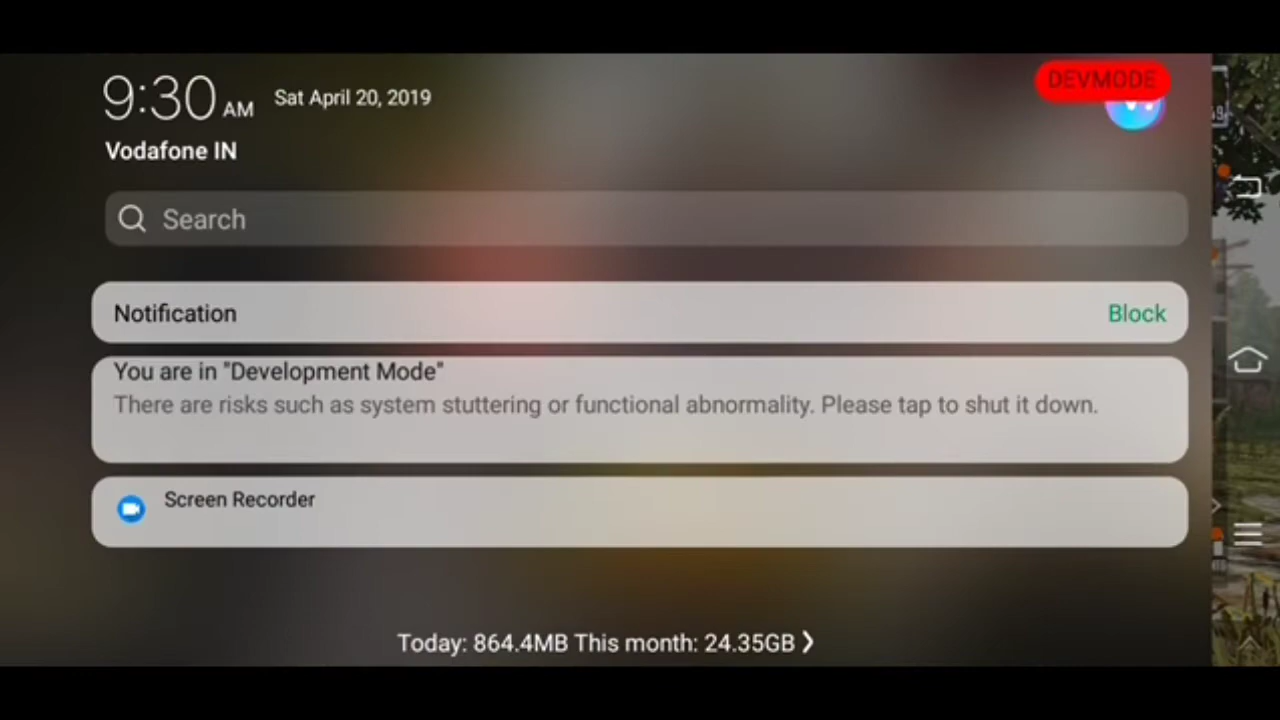 9:30 AM Sat April 20, 2019
DEVMODE
Vodafone IN
Search
Notification Block
You are in "Development Mode"
There are risks such as system stuttering or functional abnormality. Please tap to shut it down.
Screen Recorder
Today: 864.4MB This month: 24.35GB